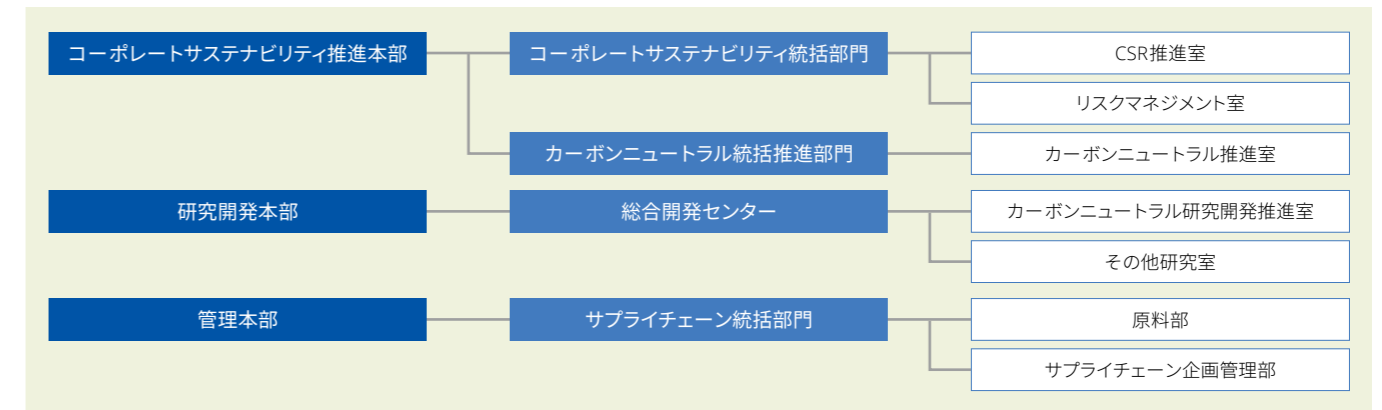 コーポレートサステナビリティ推進本部
コーポレートサステナビリティ統括部門
CSR推進室
リスクマネジメント室
カーボンニュートラル統括推進部門
カーボンニュートラル推進室
研究開発本部
総合開発センター
カーボンニュートラル研究開発推進室
その他研究室
管理本部
サプライチェーン統括部門
原料部
サプライチェーン企画管理部